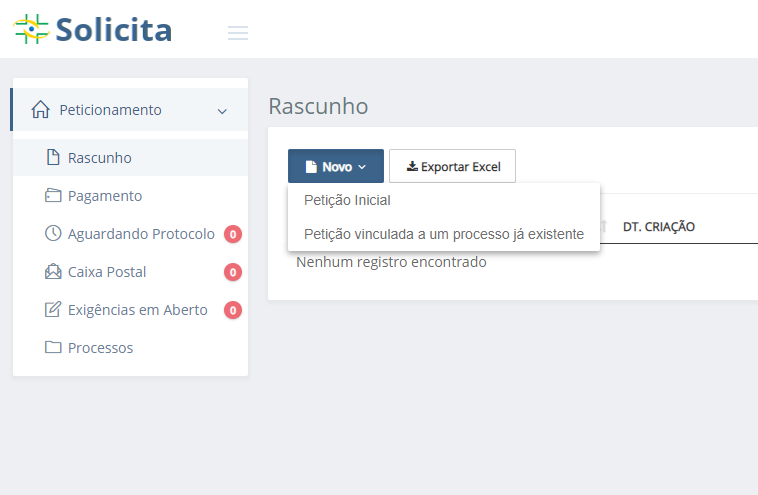 Solicita
Peticionamento
Rascunho
Pagamento
Aguardando Protocolo 0
Caixa Postal 0
Exigências em Aberto 0
Processos
Rascunho
Novo
Exportar Excel
Petição Inicial
Petição vinculada a um processo já existente
DT. CRIAÇÃO
Nenhum registro encontrado